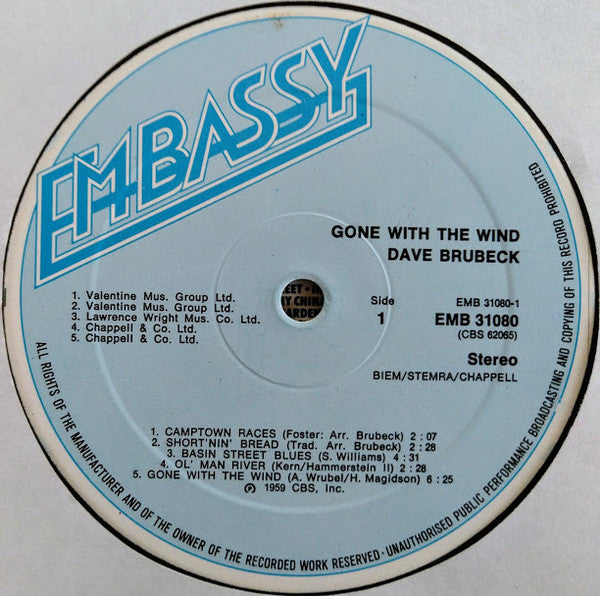 EMBASSY
GONE WITH THE WIND
DAVE BRUBECK
1. Valentine Mus. Group Ltd.
2. Valentine Mus. Group Ltd.
3. Lawrence Wright Mus. Co. Ltd.
4. Chappell & Co. Ltd.
5. Chappell & Co. Ltd.
Side
1
EMB 31080-1
EMB 31080
(CBS 62065)
Stereo
BIEM/STEMRA/CHAPPELL
1. CAMPTOWN RACES (Foster: Arr. Brubeck) 2 : 07
2. SHORT'NIN' BREAD (Trad. Arr. Brubeck) 2 : 28
3. BASIN STREET BLUES (S. Williams) 4 : 31
4. OL' MAN RIVER (Kern/Hammerstein II) 2 : 28
5. GONE WITH THE WIND (A. Wrubel/H. Magidson) 6 : 25
℗ 1959 CBS, Inc.
ALL RIGHTS OF THE MANUFACTURER AND OF THE OWNER OF THE RECORDED WORK RESERVED · UNAUTHORISED PUBLIC PERFORMANCE BROADCASTING AND COPYING OF THIS RECORD PROHIBITED